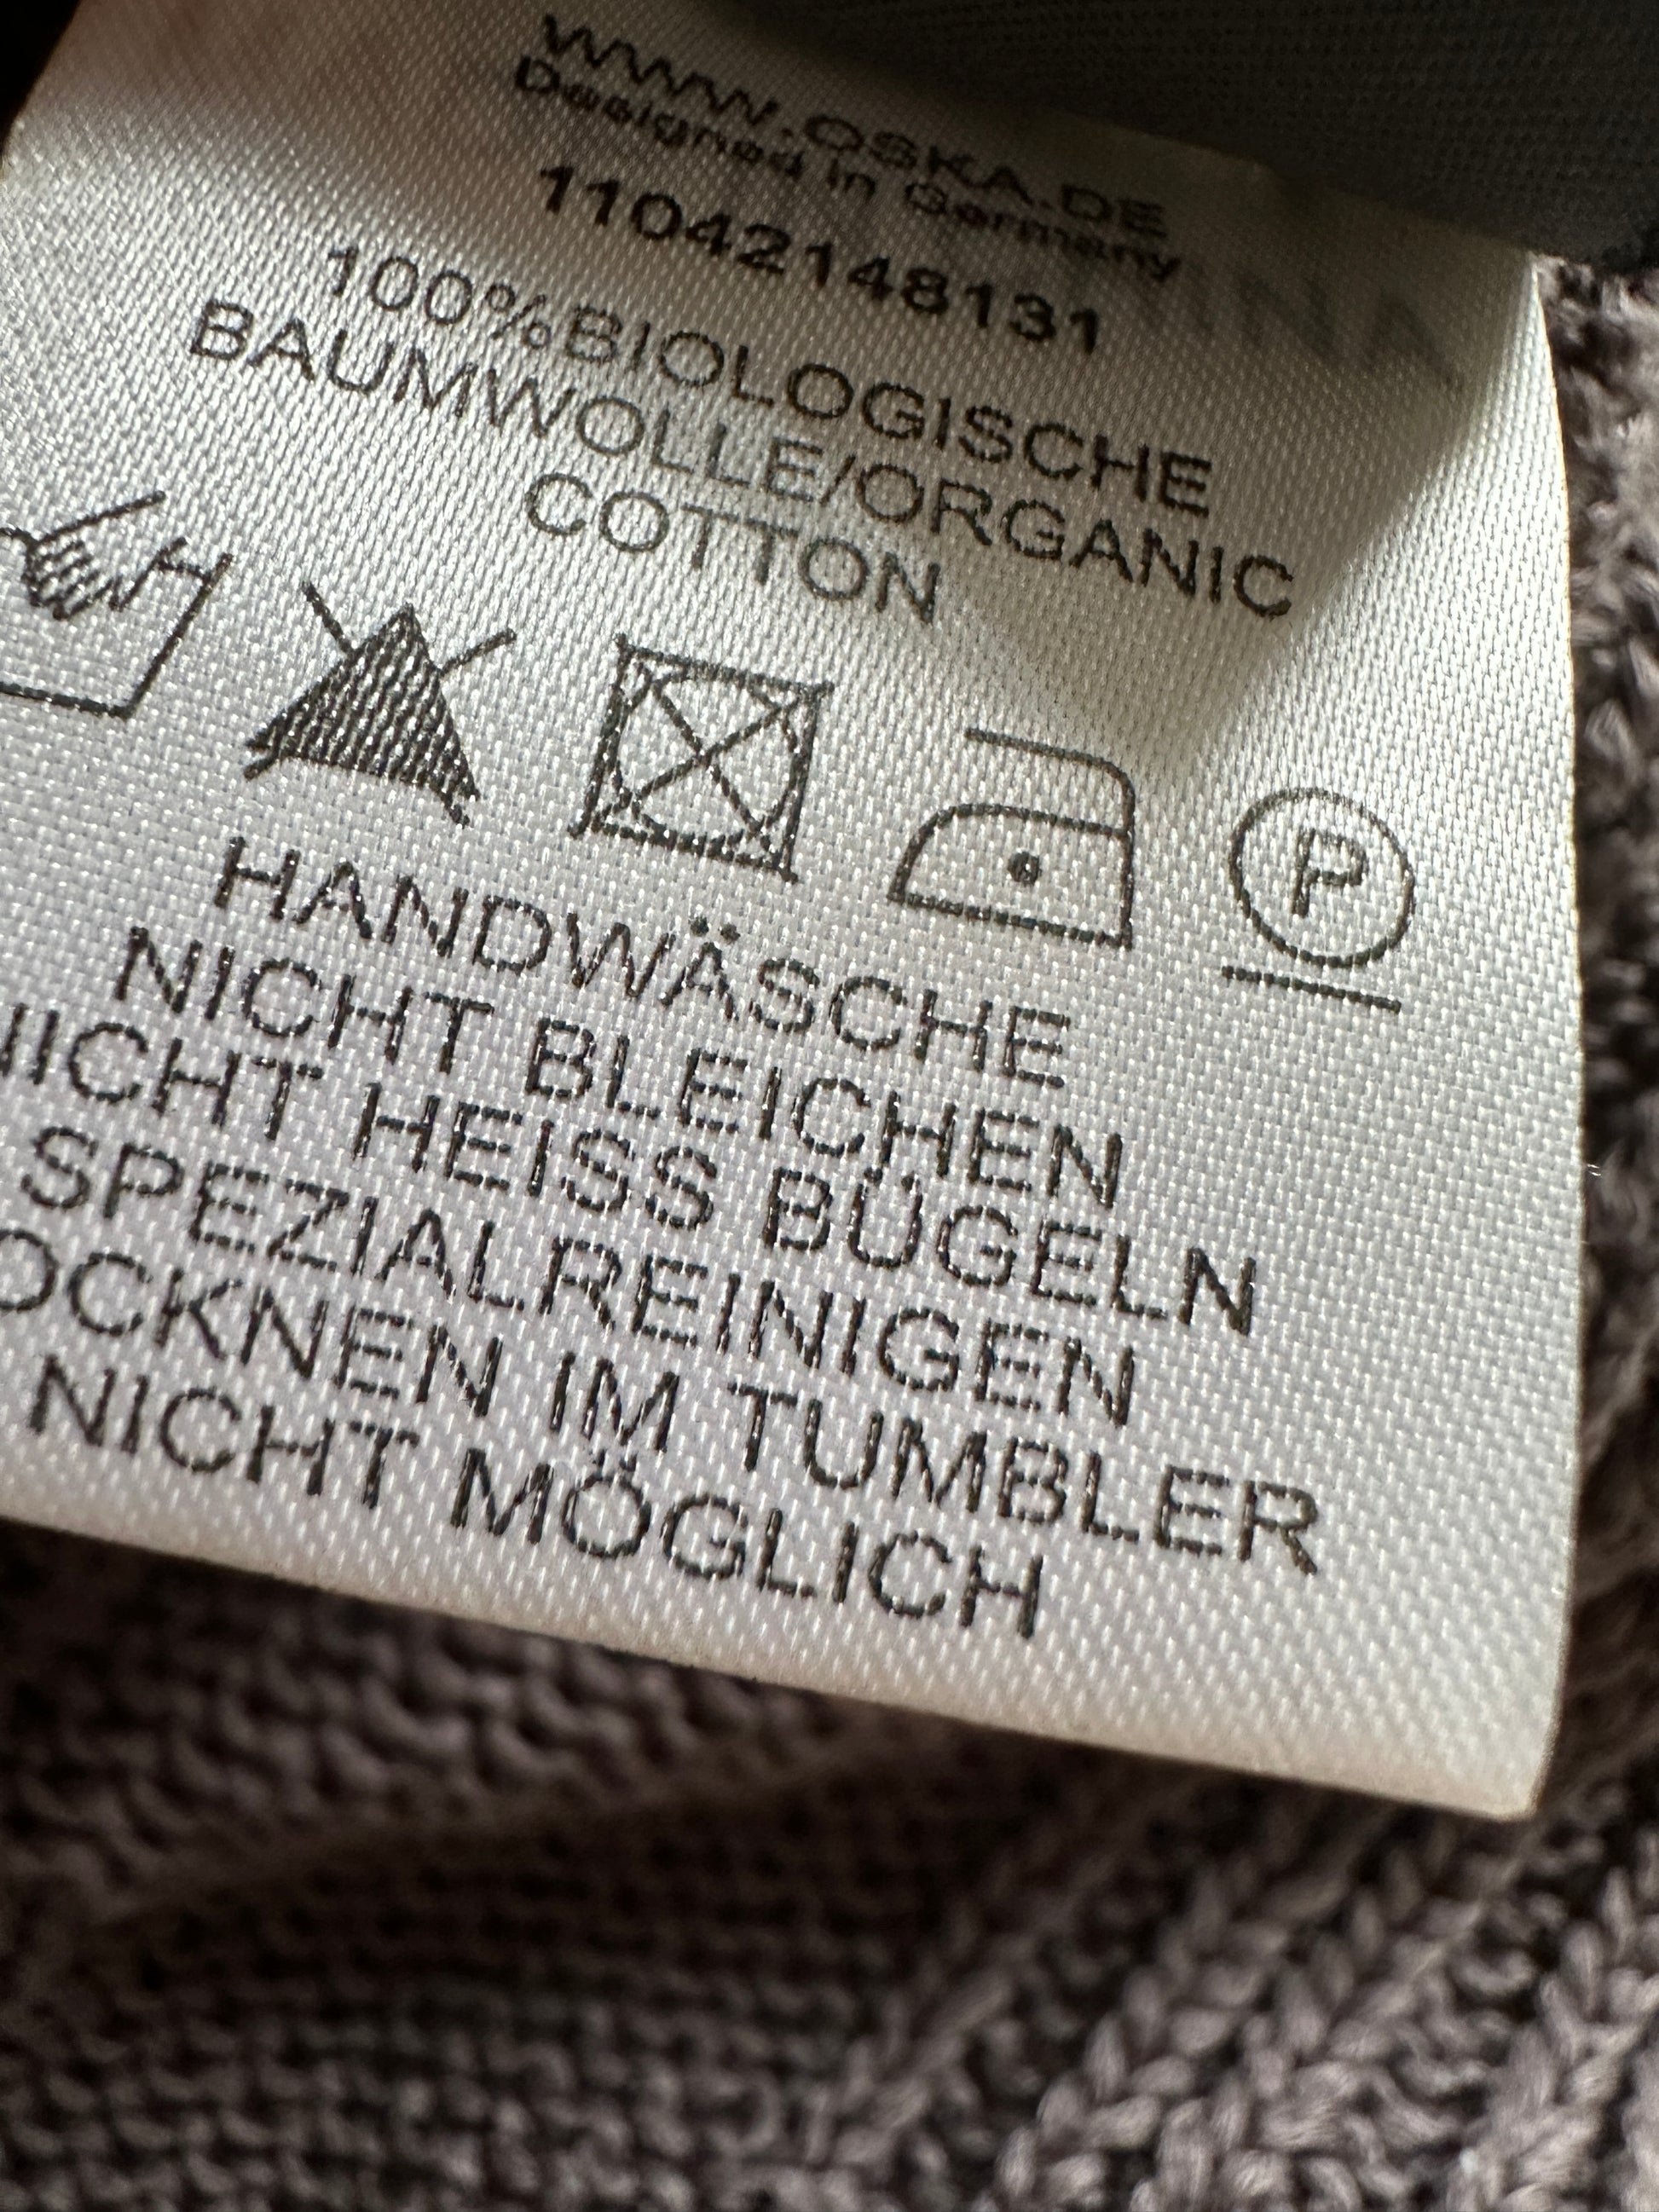 WWW.OSKA.DE
Designed in Germany
11042148131
100%BIOLOGISCHE
BAUMWOLLE/ORGANIC
COTTON
P
HANDWÄSCHE
NICHT BLEICHEN
NICHT HEISS BÜGELN
SPEZIALREINIGEN
OCKNEN IM TUMBLER
NICHT MÖGLICH